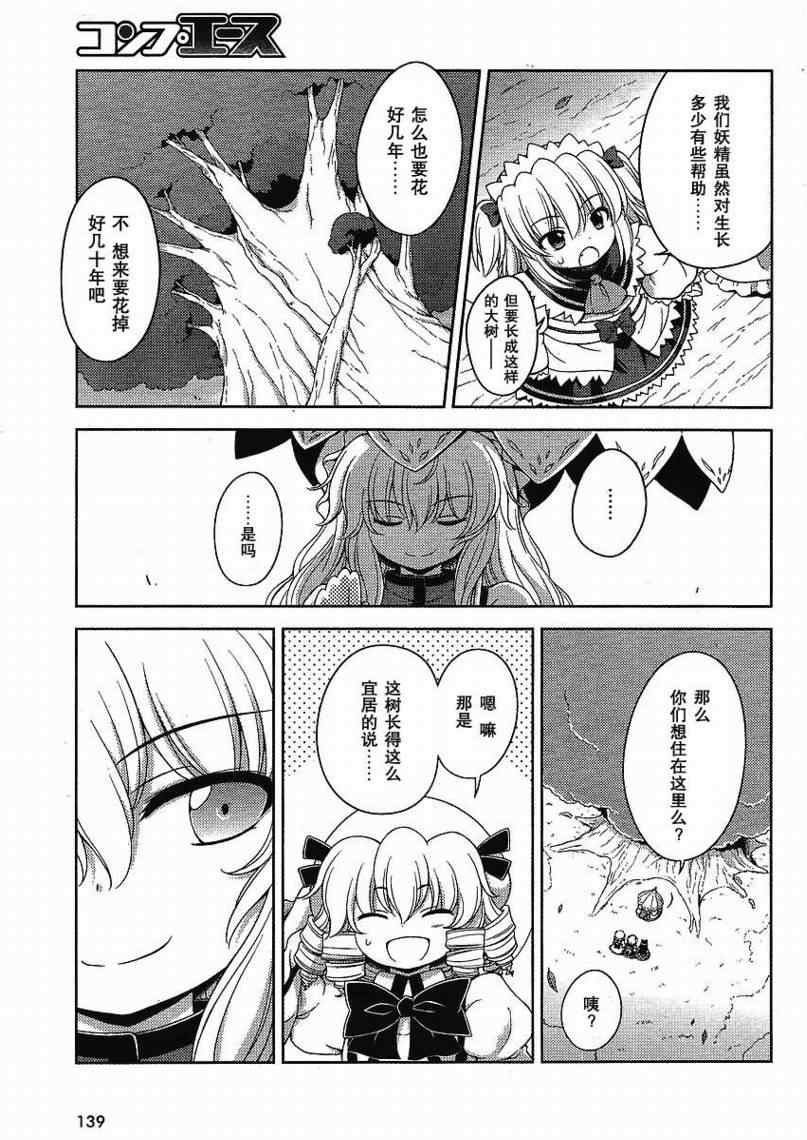 コンプ・エース
我们妖精虽然对生长
多少有些帮助……
但要长成这样
的大树——
怎么也要花
好几年……
不 想来要花掉
好几十年吧
……
……是吗
那么
你们想住在这里么？
咦？
嗯嘛
那是
这树长得这么
宜居的说……
139